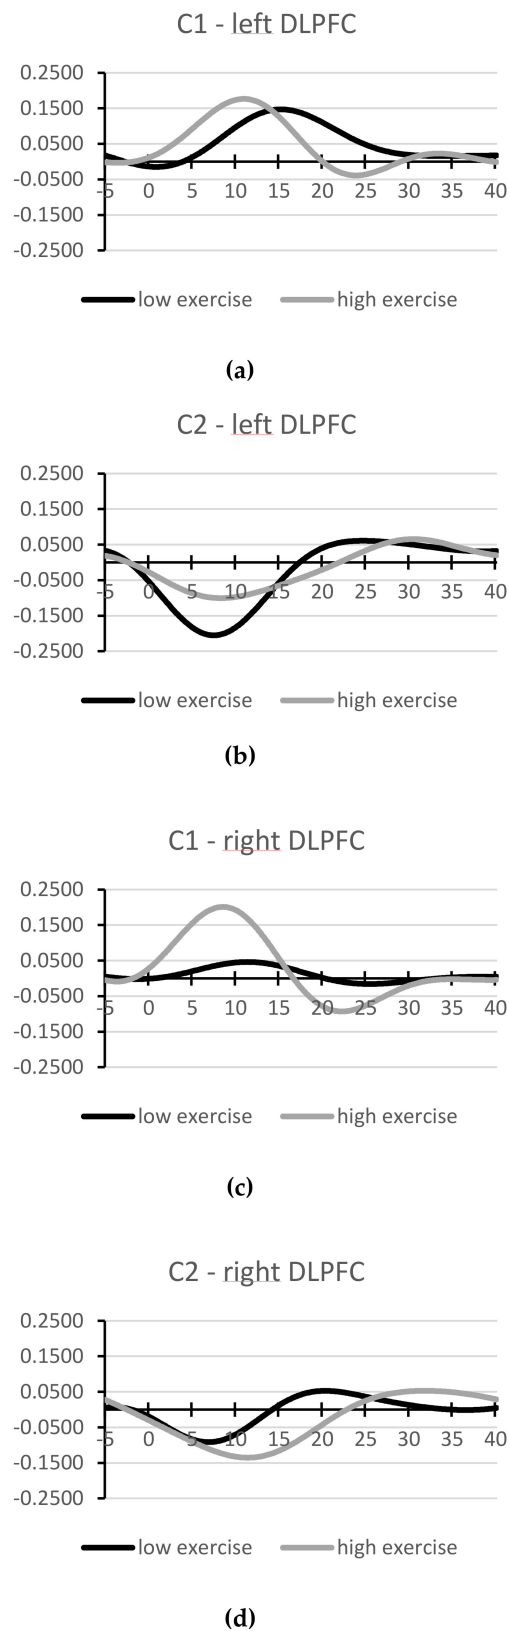 C1 - left DLPFC
0.2500
0.1500
0.0500
-0.0500
-5 0 5 10 15 20 25 30 35 40
-0.1500
-0.2500
low exercise high exercise
(a)
C2 - left DLPFC
0.2500
0.1500
0.0500
-0.0500
-5 0 5 10 15 20 25 30 35 40
-0.1500
-0.2500
low exercise high exercise
(b)
C1 - right DLPFC
0.2500
0.1500
0.0500
-0.0500
-5 0 5 10 15 20 25 30 35 40
-0.1500
-0.2500
low exercise high exercise
(c)
C2 - right DLPFC
0.2500
0.1500
0.0500
-0.0500
-5 0 5 10 15 20 25 30 35 40
-0.1500
-0.2500
low exercise high exercise
(d)